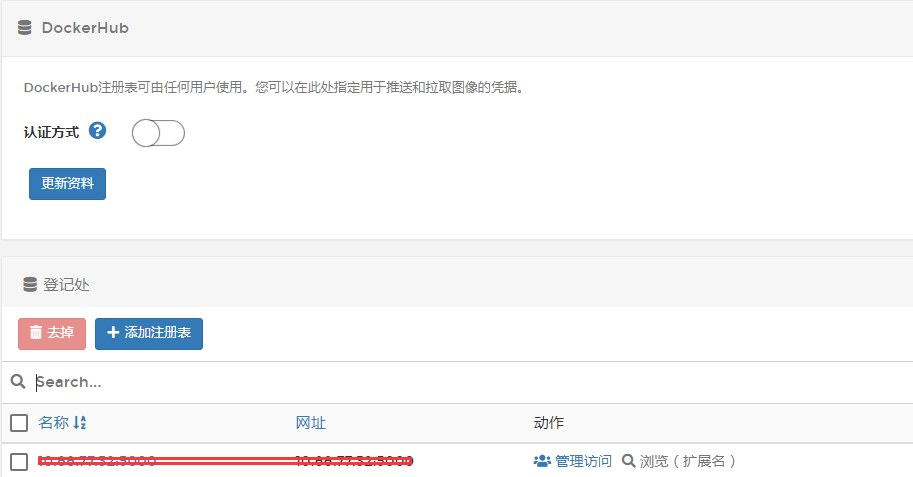 DockerHub
DockerHub注册表可由任何用户使用。您可以在此处指定用于推送和拉取图像的凭据。
认证方式 ?
更新资料
登记处
去掉 添加注册表
Search...
名称 网址 动作
管理访问 浏览（扩展名）